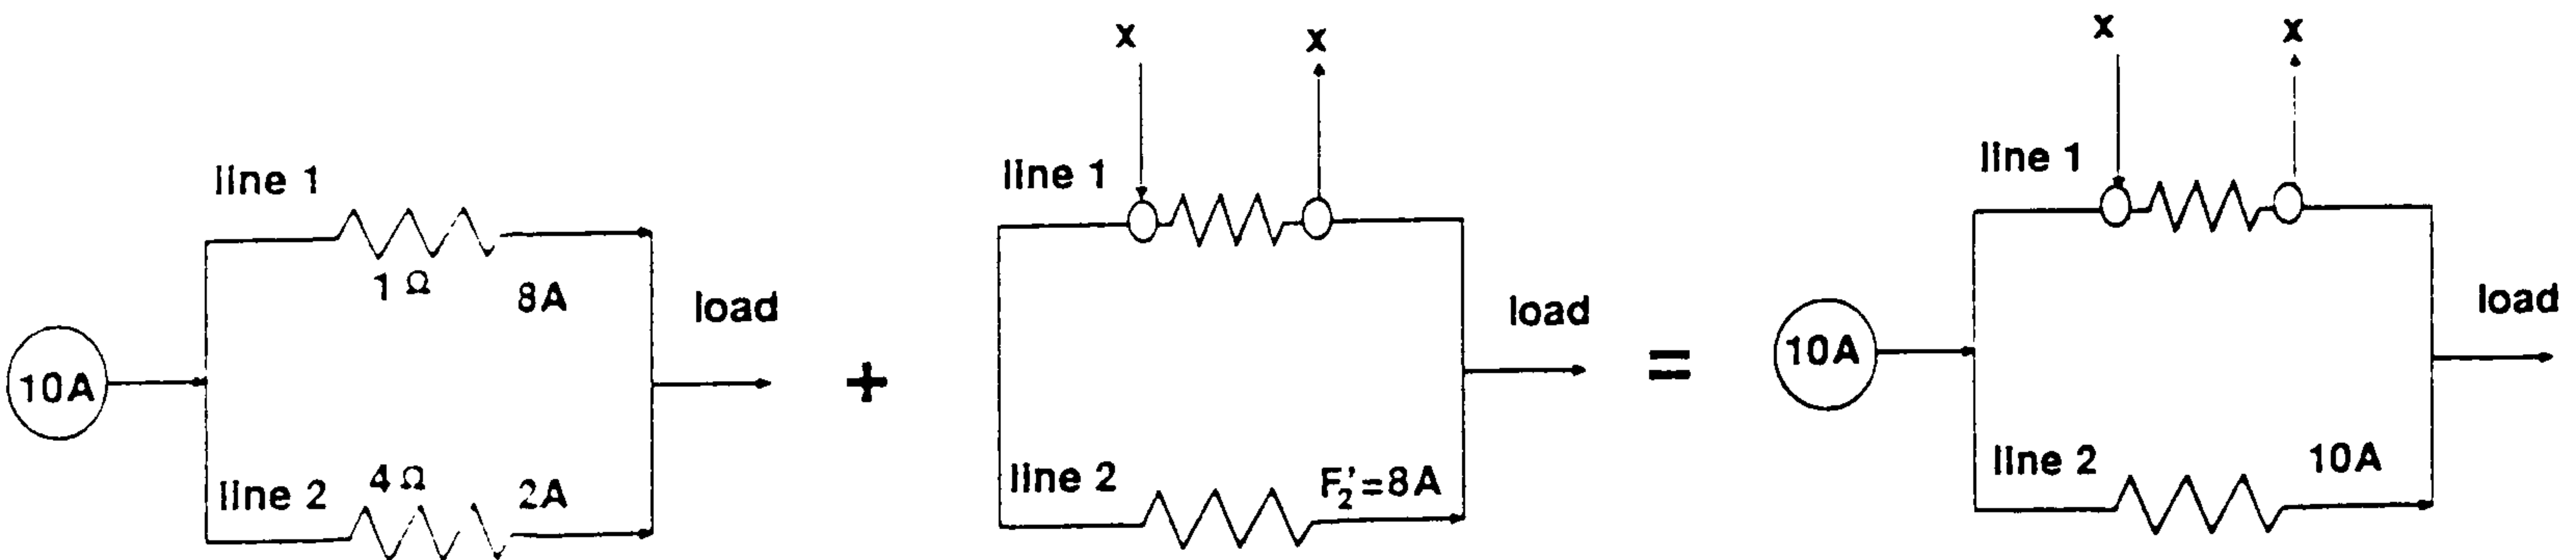 x
x
line 1
1 Ω
8A
load
10A
line 2
4 Ω
2A
+
x
x
line 1
load
line 2
F₂'=8A
=
line 1
10A
load
line 2
10A